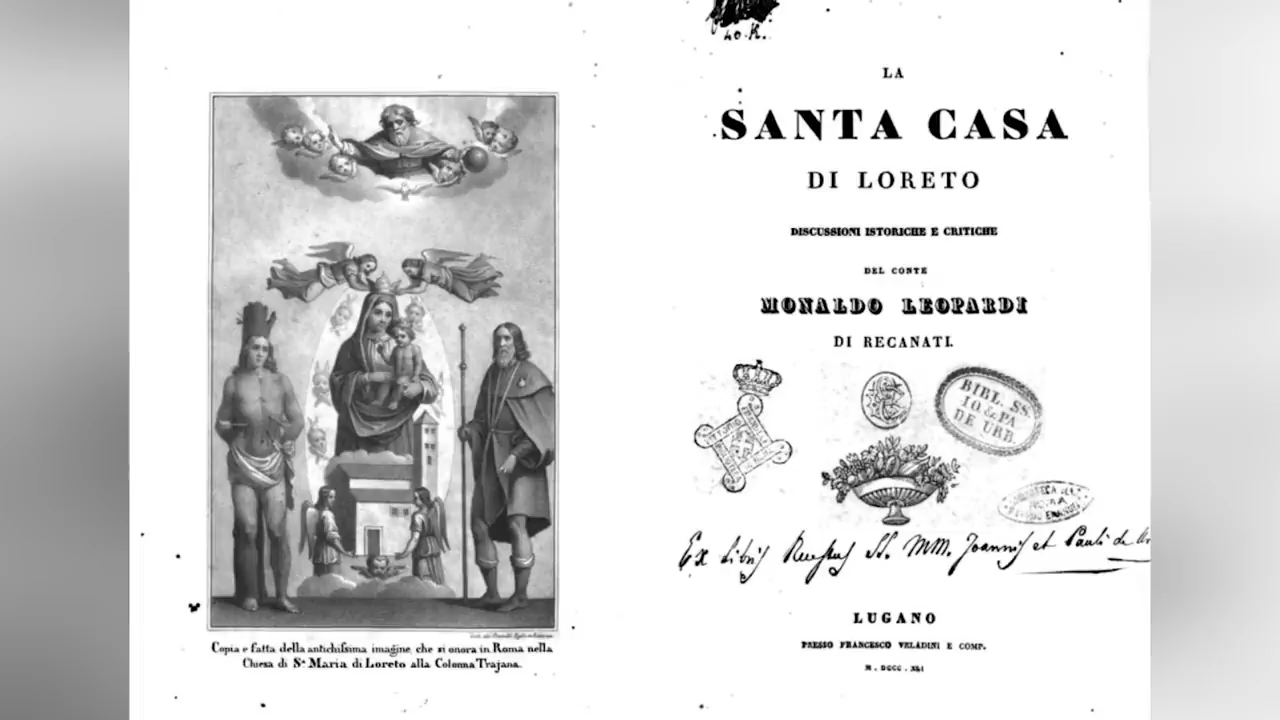 Copia e fatta della antichissima imagine che si onora in Roma nella
Chiesa di Sª Maria di Loreto alla Colonna Trajana.
40.K.
LA
SANTA CASA
DI LORETO
DISCUSSIONI ISTORICHE E CRITICHE
DEL CONTE
MONALDO LEOPARDI
DI RECANATI.
BIBL. SS.
IO & PA
DE URB.
Ex Libris SS. MM. Joannis et Pauli de
LUGANO
PRESSO FRANCESCO VELADINI E COMP.
M. DCCC. XLI